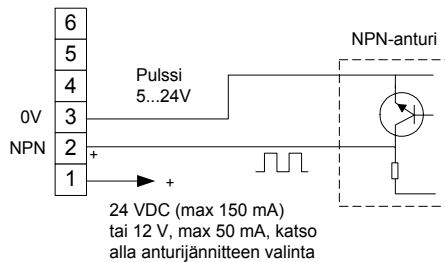 6
5
4
3
2
1
0V
NPN
+
+
Pulssi
5...24V
NPN-anturi
24 VDC (max 150 mA)
tai 12 V, max 50 mA, katso
alla anturijännitteen valinta